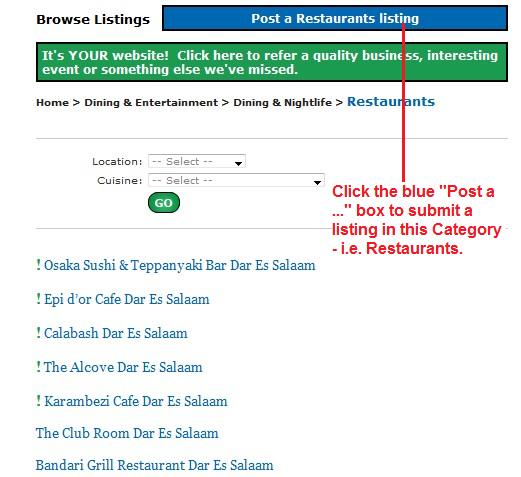 Browse Listings
Post a Restaurants listing
It's YOUR website!  Click here to refer a quality business, interesting
event or something else we've missed.
Home > Dining & Entertainment > Dining & Nightlife > Restaurants
Location: -- Select --
Cuisine: -- Select --
GO
Click the blue "Post a
..." box to submit a
listing in this Category
- i.e. Restaurants.
! Osaka Sushi & Teppanyaki Bar Dar Es Salaam
! Epi d’or Cafe Dar Es Salaam
! Calabash Dar Es Salaam
! The Alcove Dar Es Salaam
! Karambezi Cafe Dar Es Salaam
The Club Room Dar Es Salaam
Bandari Grill Restaurant Dar Es Salaam